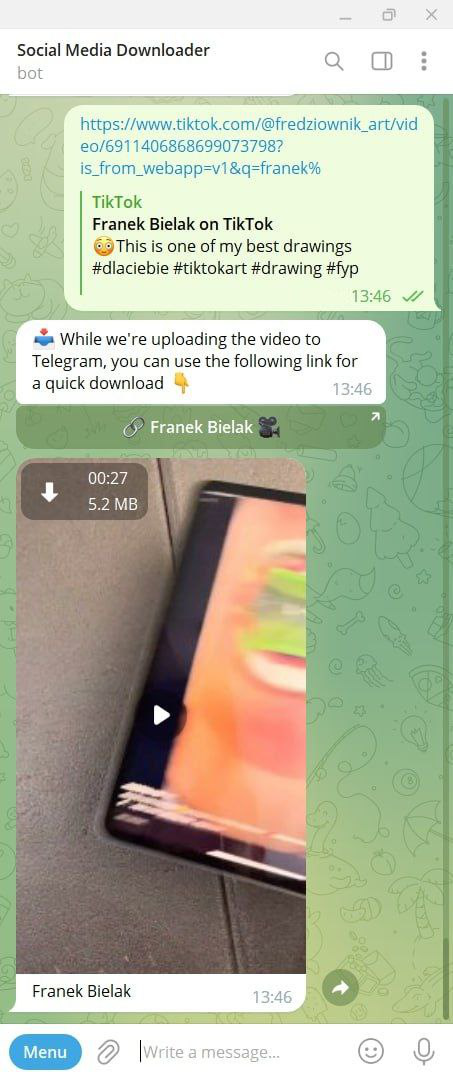 Social Media Downloader
bot
https://www.tiktok.com/@fredziownik_art/vid
eo/6911406868699073798?
is_from_webapp=v1&q=franek%
TikTok
Franek Bielak on TikTok
😳This is one of my best drawings
#dlaciebie #tiktokart #drawing #fyp
13:46
📥 While we're uploading the video to
Telegram, you can use the following link for
a quick download 👇
13:46
🔗 Franek Bielak 🎥
00:27
5.2 MB
Franek Bielak
13:46
Menu
Write a message...